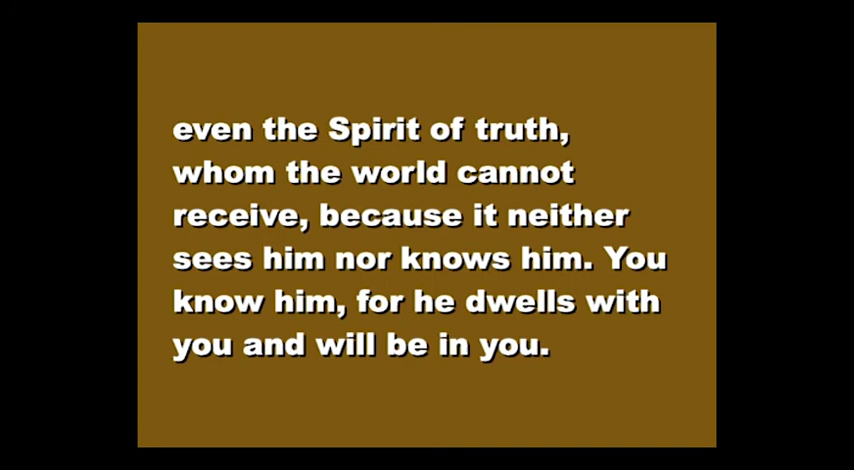 even the Spirit of truth,
whom the world cannot
receive, because it neither
sees him nor knows him. You
know him, for he dwells with
you and will be in you.